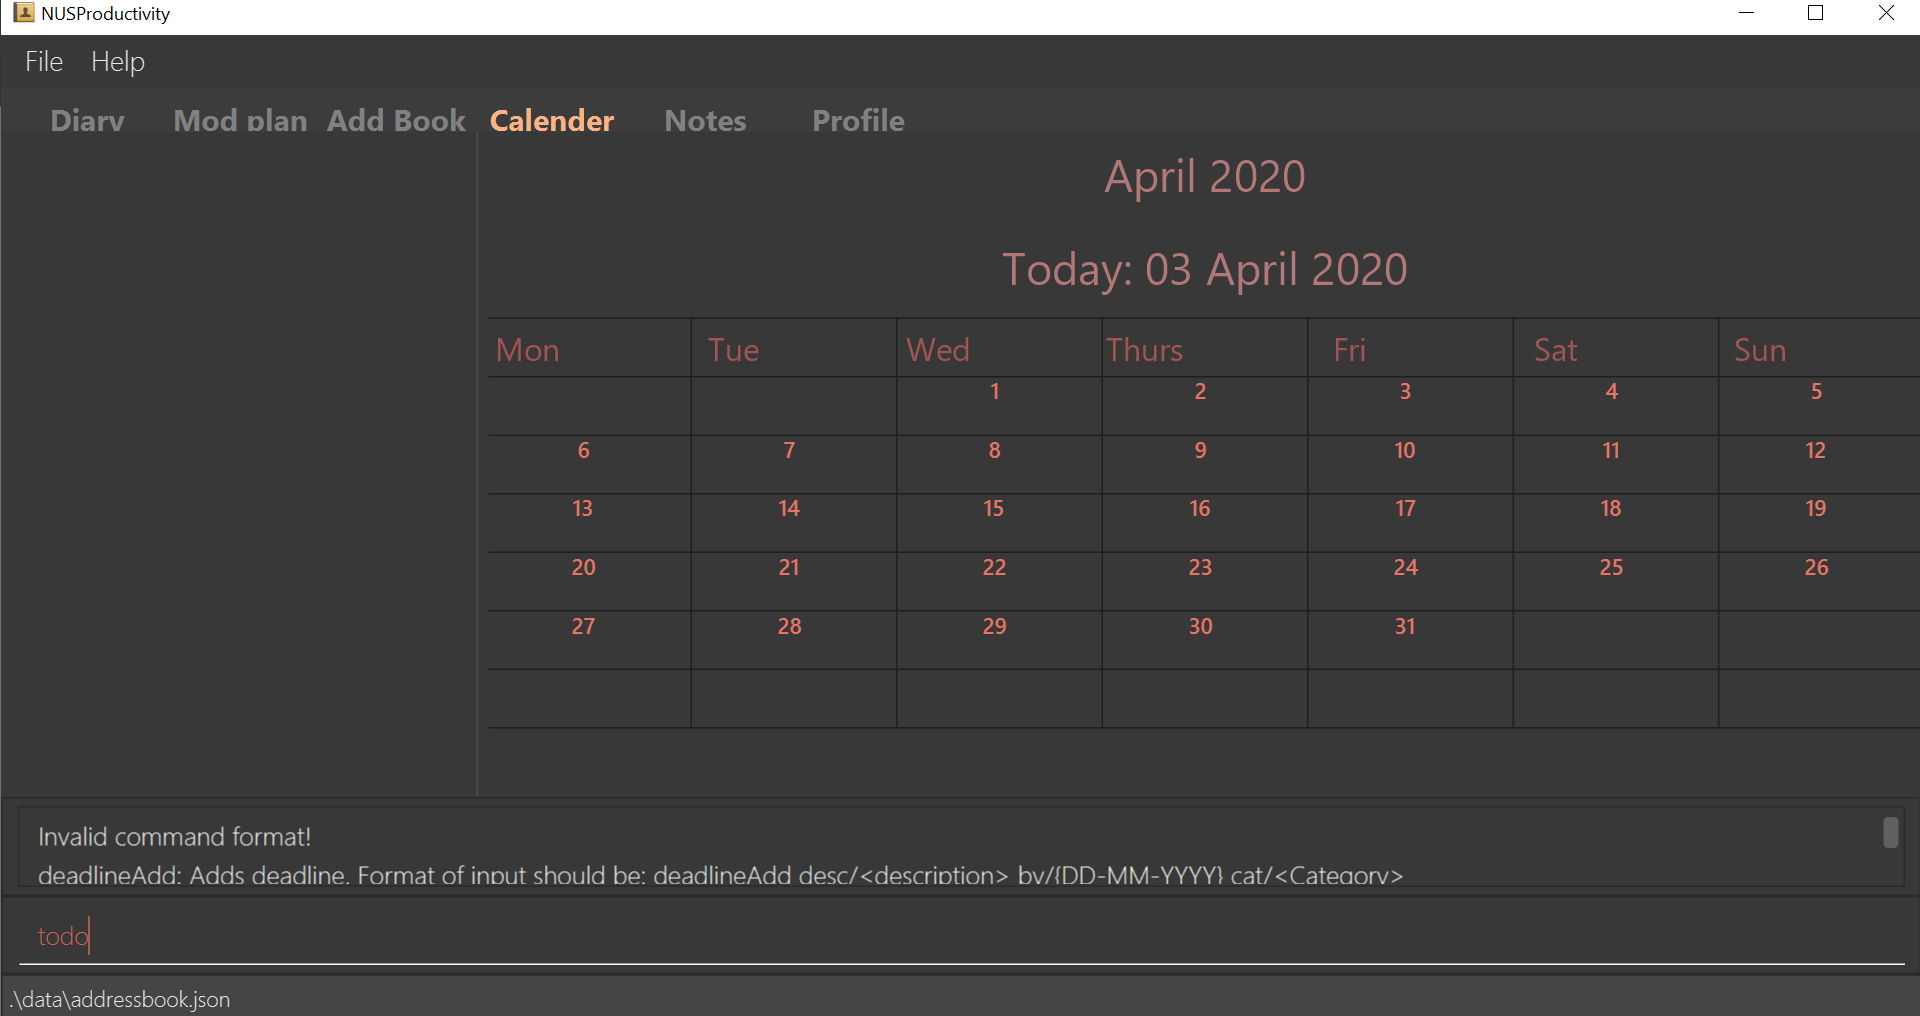 NUSProductivity
File Help
Diary Mod plan Add Book Calender Notes Profile
April 2020
Today: 03 April 2020
Mon Tue Wed Thurs Fri Sat Sun
1 2 3 4 5
6 7 8 9 10 11 12
13 14 15 16 17 18 19
20 21 22 23 24 25 26
27 28 29 30 31
Invalid command format!
deadlineAdd: Adds deadline. Format of input should be: deadlineAdd desc/<description> by/{DD-MM-YYYY} cat/<Category>
todo
.\data\addressbook.json